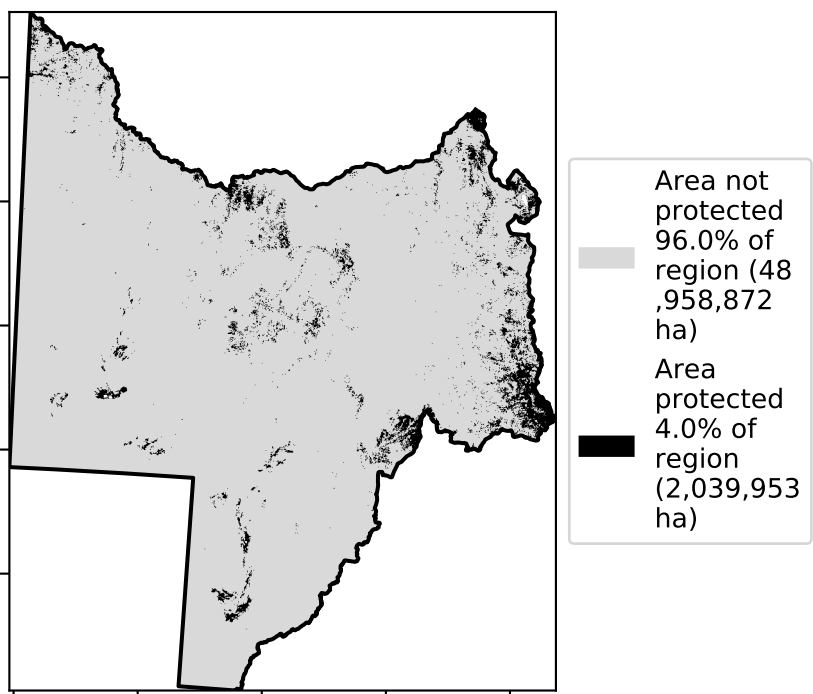 Area not
protected
96.0% of
region (48
,958,872
ha)
Area
protected
4.0% of
region
(2,039,953
ha)